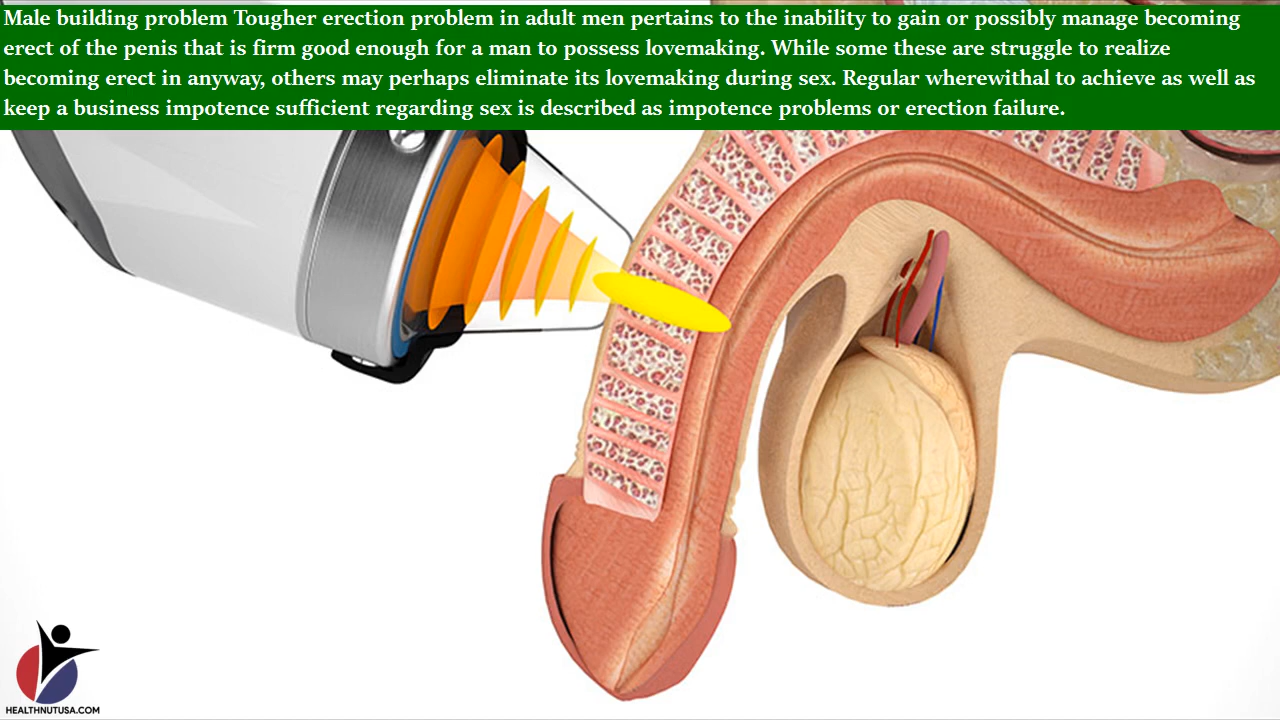 Male building problem Tougher erection problem in adult men pertains to the inability to gain or possibly manage becoming
erect of the penis that is firm good enough for a man to possess lovemaking. While some these are struggle to realize
becoming erect in anyway, others may perhaps eliminate its lovemaking during sex. Regular wherewithal to achieve as well as
keep a business impotence sufficient regarding sex is described as impotence problems or erection failure.
HEALTHNUTUSA.COM